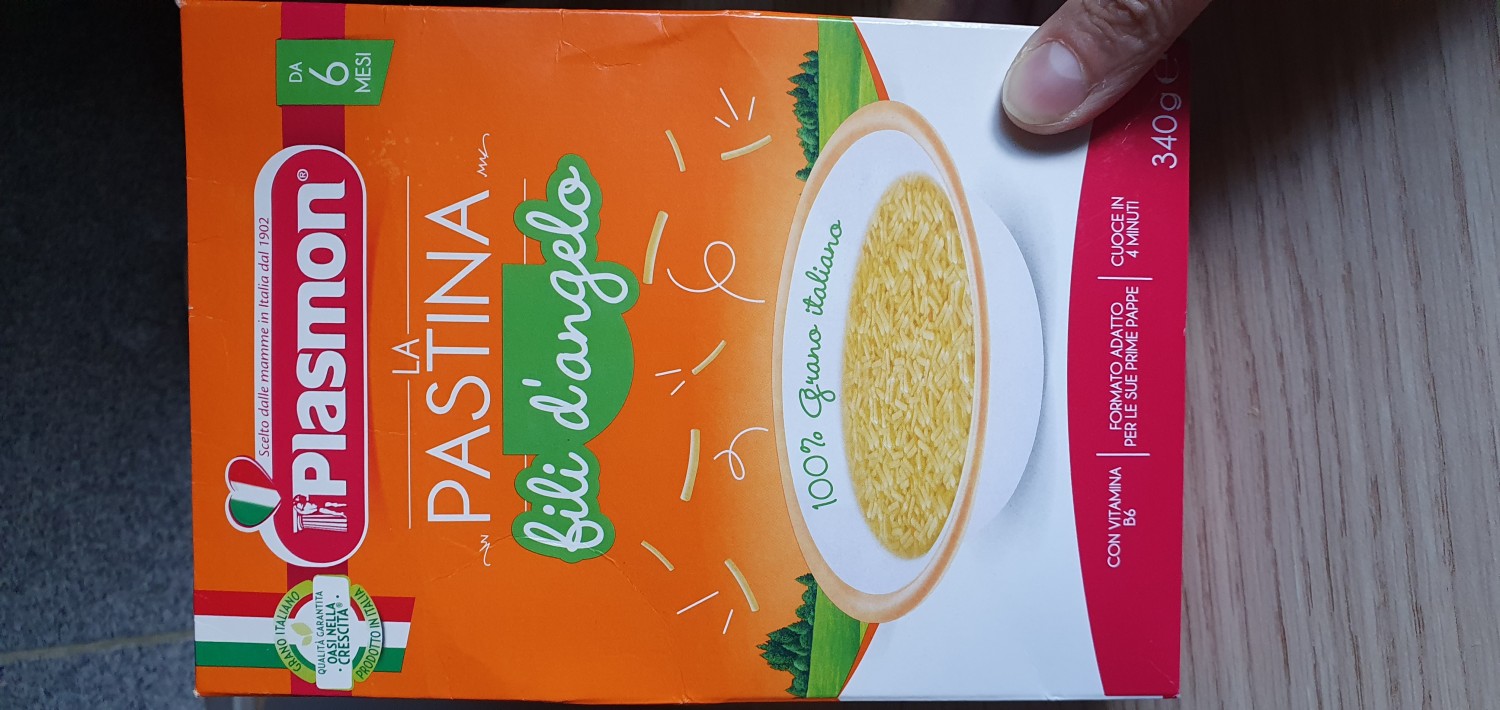 DA
6
MESI
Scelto dalle mamme in Italia dal 1902
Plasmon®
GRANO ITALIANO
QUALITÀ GARANTITA
OASI NELLA
• CRESCITA® •
PRODOTTO IN ITALIA
LA
PASTINA
fili d'angelo
100% Grano italiano
CON VITAMINA
B6
FORMATO ADATTO
PER LE SUE PRIME PAPPE
CUOCE IN
4 MINUTI
340g e